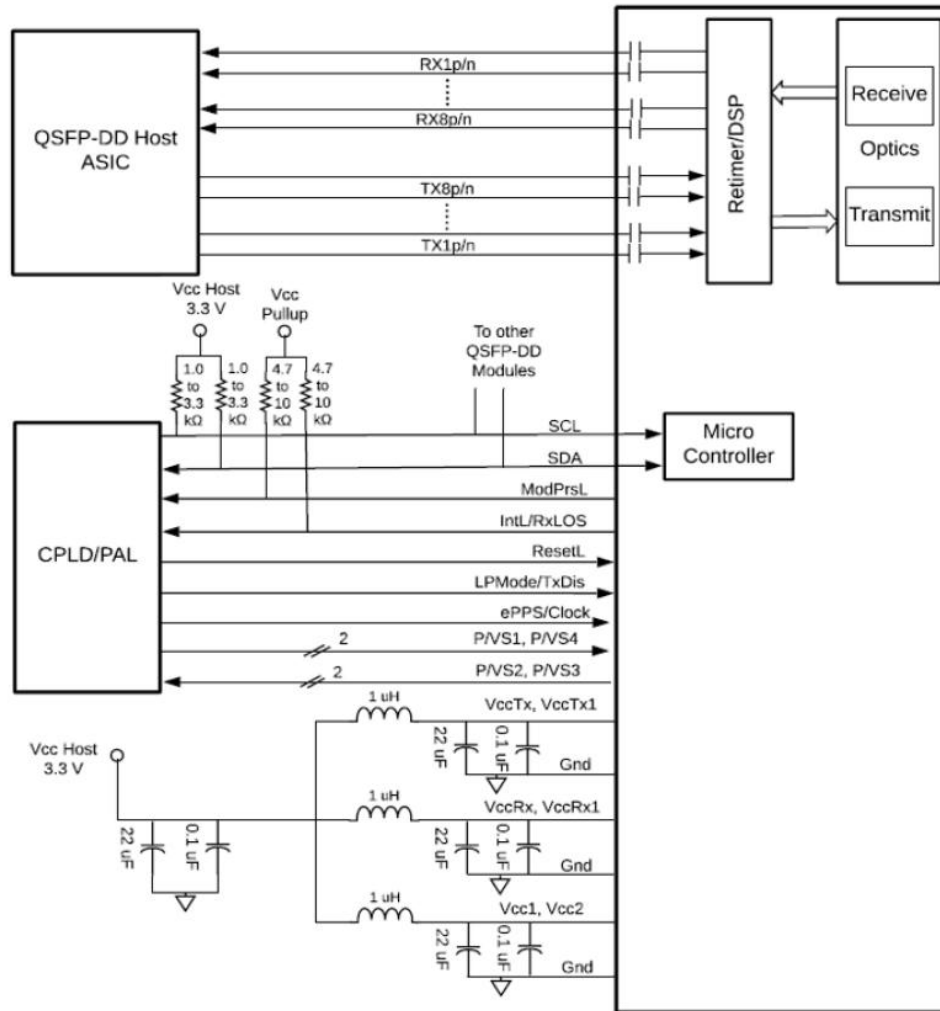 QSFP-DD Host
ASIC
RX1p/n
RX8p/n
TX8p/n
TX1p/n
Retimer/DSP
Receive
Optics
Transmit
Vcc Host
3.3 V
Vcc
Pullup
1.0
to
3.3
kΩ
1.0
to
3.3
kΩ
4.7
to
10
kΩ
4.7
to
10
kΩ
To other
QSFP-DD
Modules
CPLD/PAL
SCL
SDA
Micro
Controller
ModPrsL
IntL/RxLOS
ResetL
LPMode/TxDis
ePPS/Clock
2
P/VS1, P/VS4
2
P/VS2, P/VS3
Vcc Host
3.3 V
22 uF
0.1 uF
1 uH
VccTx, VccTx1
22 uF
0.1 uF
Gnd
1 uH
VccRx, VccRx1
22 uF
0.1 uF
Gnd
1 uH
Vcc1, Vcc2
22 uF
0.1 uF
Gnd